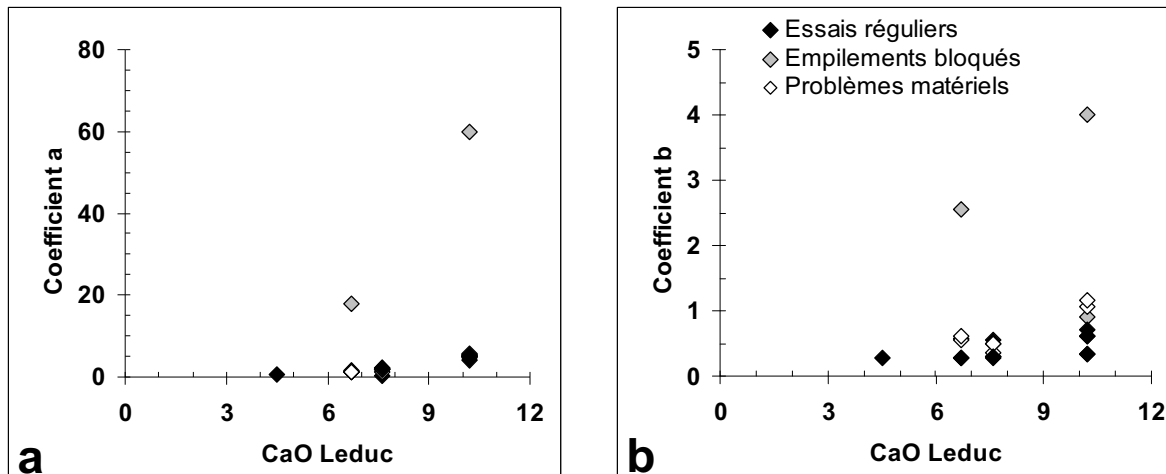 80
60
40
20
0
0 3 6 9 12
Coefficient a
CaO Leduc
a
Essais réguliers
Empilements bloqués
Problèmes matériels
5
4
3
2
1
0
0 3 6 9 12
Coefficient b
CaO Leduc
b